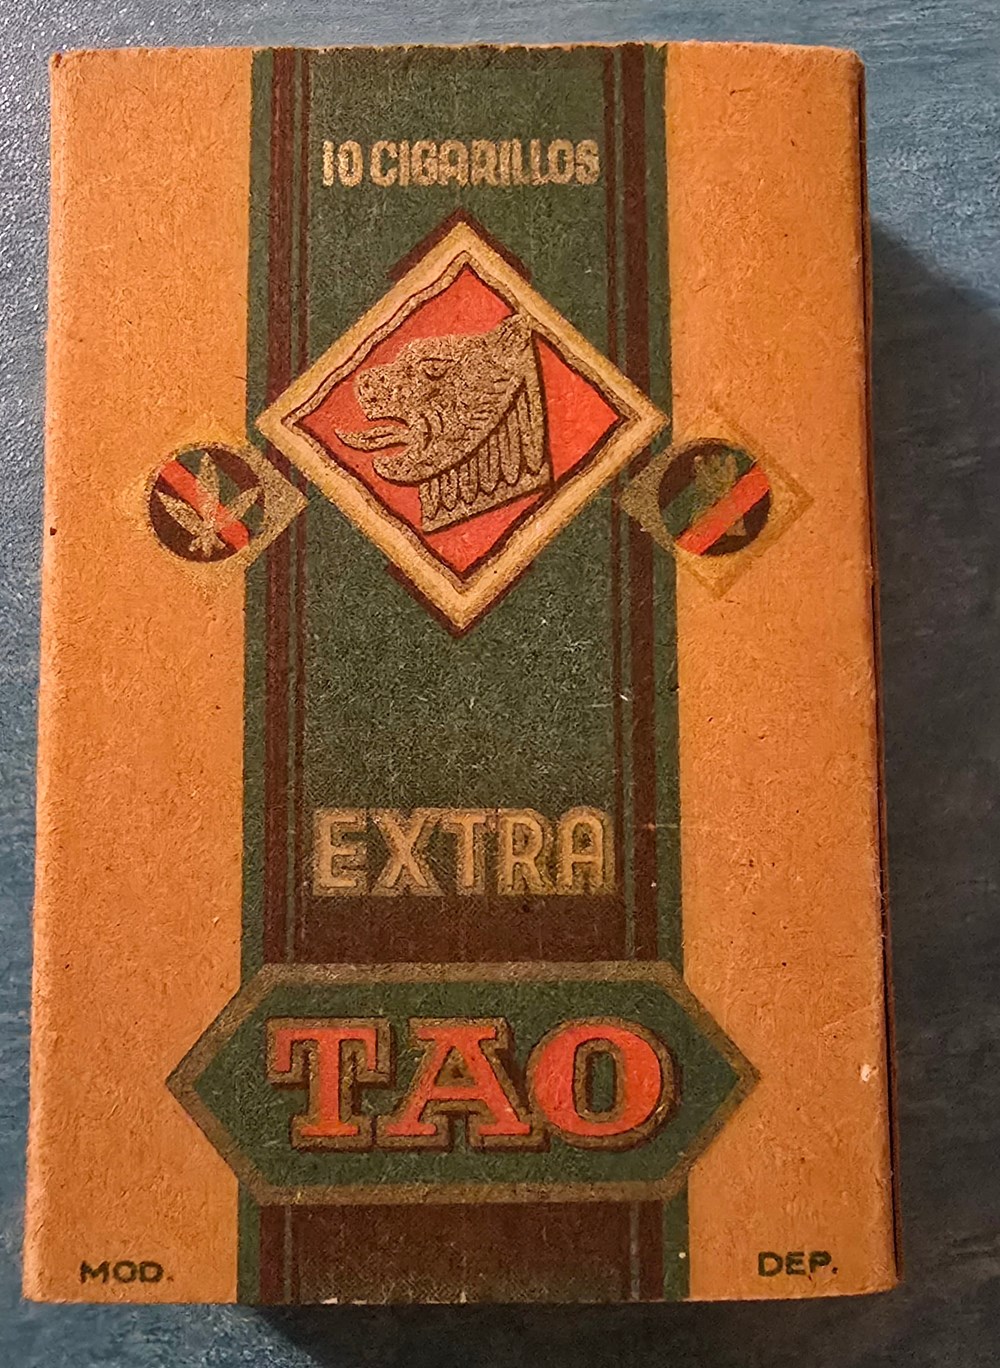 10 CIGARILLOS
EXTRA
TAO
MOD. DEP.